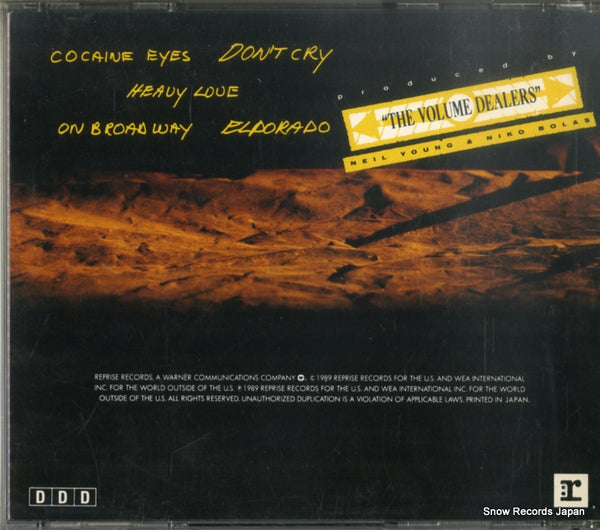 COCAINE EYES DON'T CRY
HEAVY LOVE
ON BROADWAY ELDORADO
produced by
"THE VOLUME DEALERS"
NEIL YOUNG & NIKO BOLAS
REPRISE RECORDS, A WARNER COMMUNICATIONS COMPANY. © 1989 REPRISE RECORDS FOR THE U.S. AND WEA INTERNATIONAL
INC. FOR THE WORLD OUTSIDE OF THE U.S. ℗ 1989 REPRISE RECORDS FOR THE U.S. AND WEA INTERNATIONAL INC. FOR THE WORLD
OUTSIDE OF THE U.S. ALL RIGHTS RESERVED. UNAUTHORIZED DUPLICATION IS A VIOLATION OF APPLICABLE LAWS. PRINTED IN JAPAN.
DDD
r
Snow Records Japan